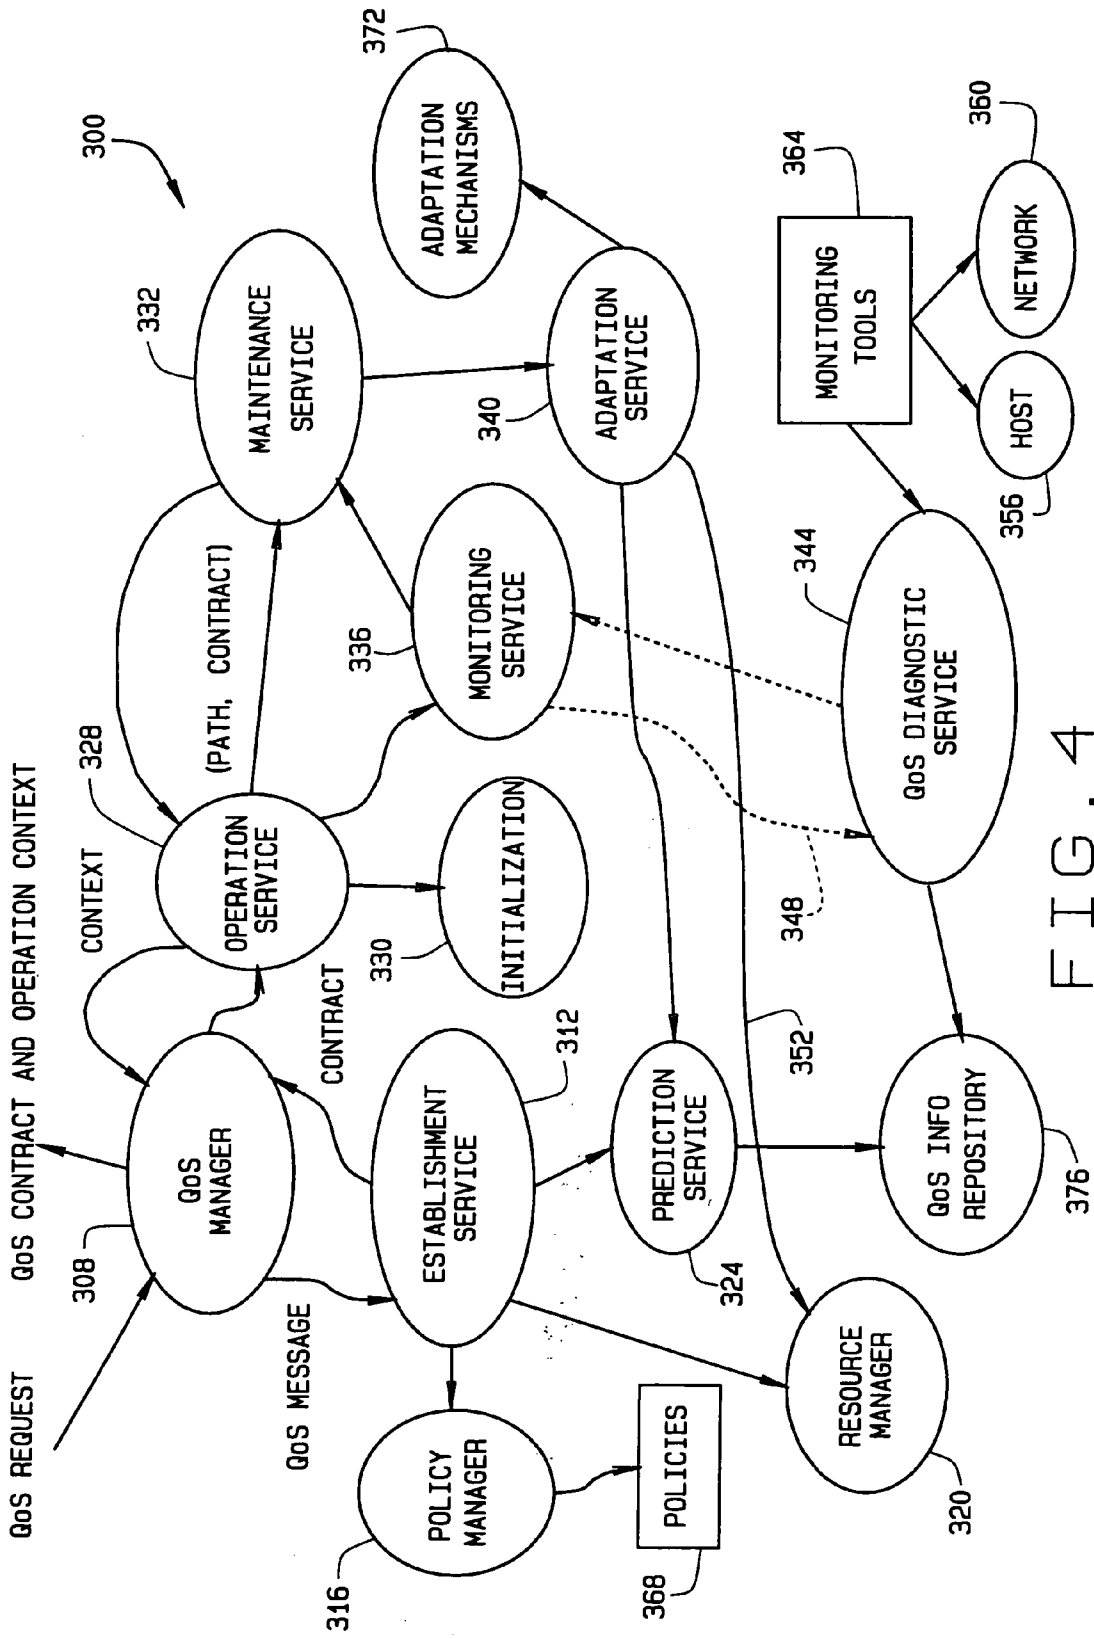 QoS REQUEST
QoS CONTRACT AND OPERATION CONTEXT
300
308
QoS
MANAGER
CONTEXT
328
OPERATION
SERVICE
(PATH, CONTRACT)
332
MAINTENANCE
SERVICE
372
ADAPTATION
MECHANISMS
QoS MESSAGE
CONTRACT
316
POLICY
MANAGER
ESTABLISHMENT
SERVICE
312
330
INITIALIZATION
336
MONITORING
SERVICE
340
ADAPTATION
SERVICE
368
POLICIES
324
PREDICTION
SERVICE
348
352
344
QoS DIAGNOSTIC
SERVICE
364
MONITORING
TOOLS
320
RESOURCE
MANAGER
QoS INFO
REPOSITORY
376
356
HOST
NETWORK
360
FIG. 4